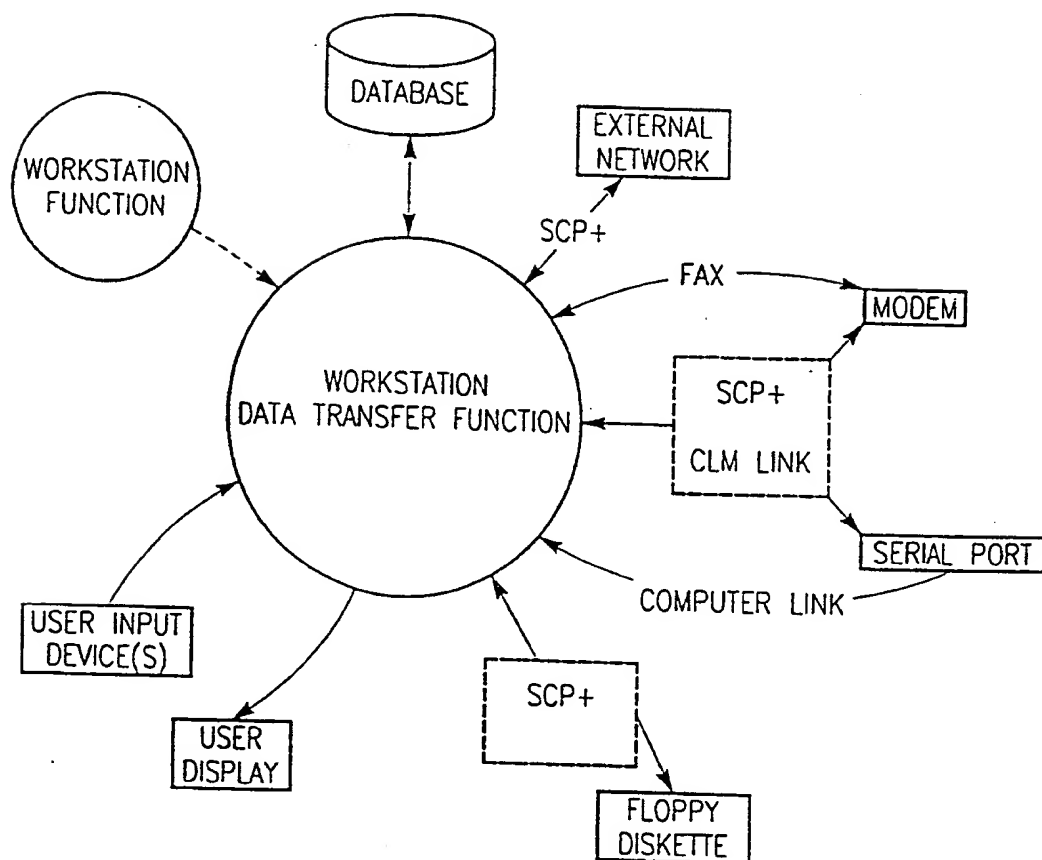 DATABASE
EXTERNAL
NETWORK
WORKSTATION
FUNCTION
SCP+
FAX
MODEM
WORKSTATION
DATA TRANSFER FUNCTION
SCP+
CLM LINK
SERIAL PORT
COMPUTER LINK
USER INPUT
DEVICE(S)
SCP+
USER
DISPLAY
FLOPPY
DISKETTE